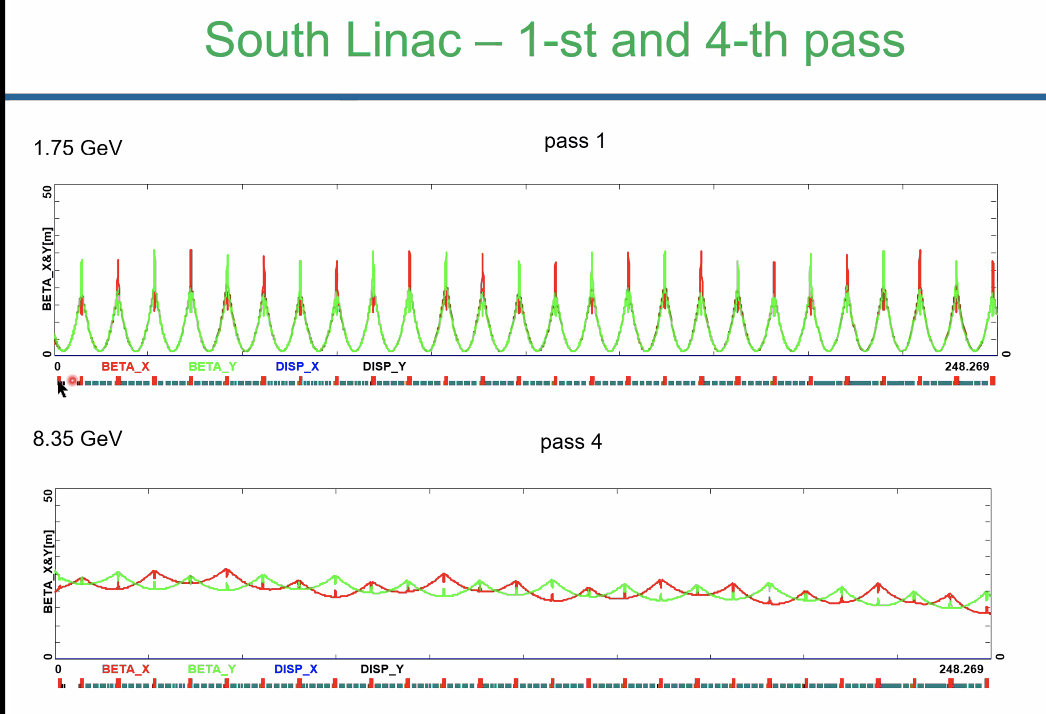 South Linac – 1-st and 4-th pass
1.75 GeV
pass 1
50
BETA_X&Y[m]
0
0
0
BETA_X
BETA_Y
DISP_X
DISP_Y
248.269
8.35 GeV
pass 4
50
BETA_X&Y[m]
0
0
0
BETA_X
BETA_Y
DISP_X
DISP_Y
248.269